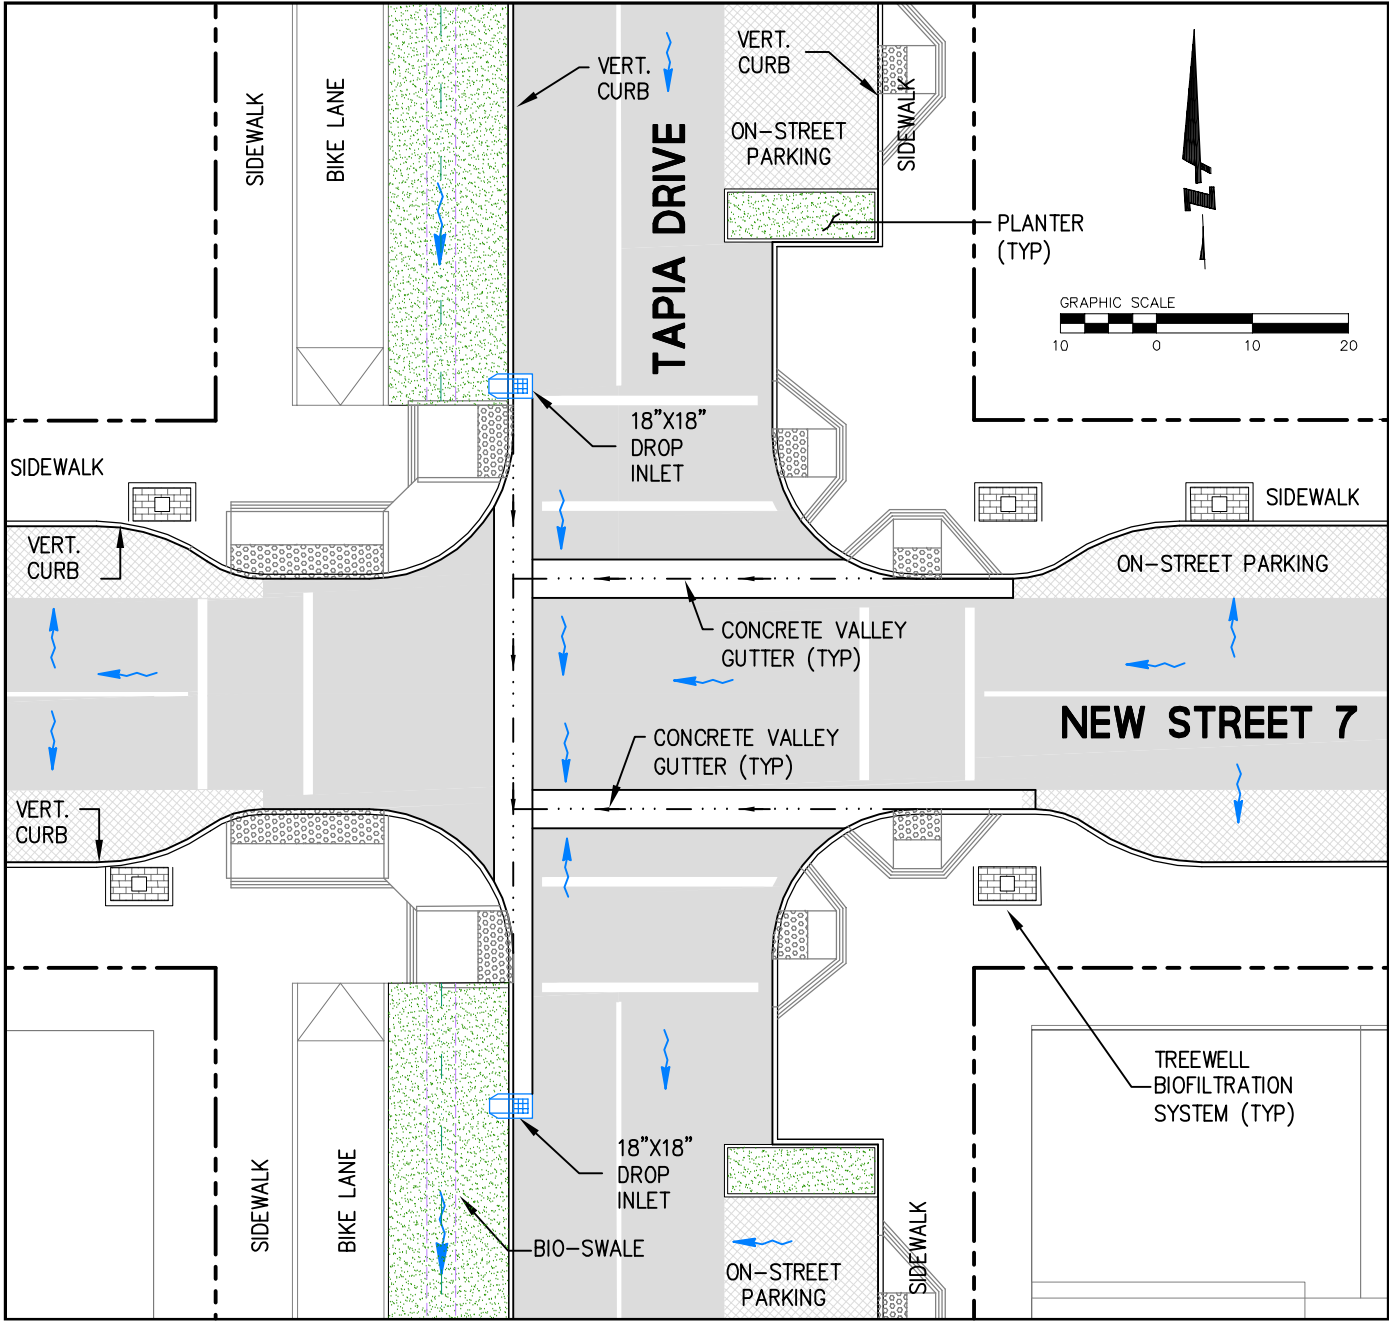 VERT.
CURB
VERT.
CURB
SIDEWALK
BIKE LANE
ON-STREET
PARKING
SIDEWALK
TAPIA DRIVE
PLANTER
(TYP)
GRAPHIC SCALE
10 0 10 20
18"X18"
DROP
INLET
SIDEWALK
SIDEWALK
VERT.
CURB
ON-STREET PARKING
CONCRETE VALLEY
GUTTER (TYP)
NEW STREET 7
CONCRETE VALLEY
GUTTER (TYP)
VERT.
CURB
TREEWELL
BIOFILTRATION
SYSTEM (TYP)
18"X18"
DROP
INLET
SIDEWALK
BIKE LANE
BIO-SWALE
SIDEWALK
ON-STREET
PARKING